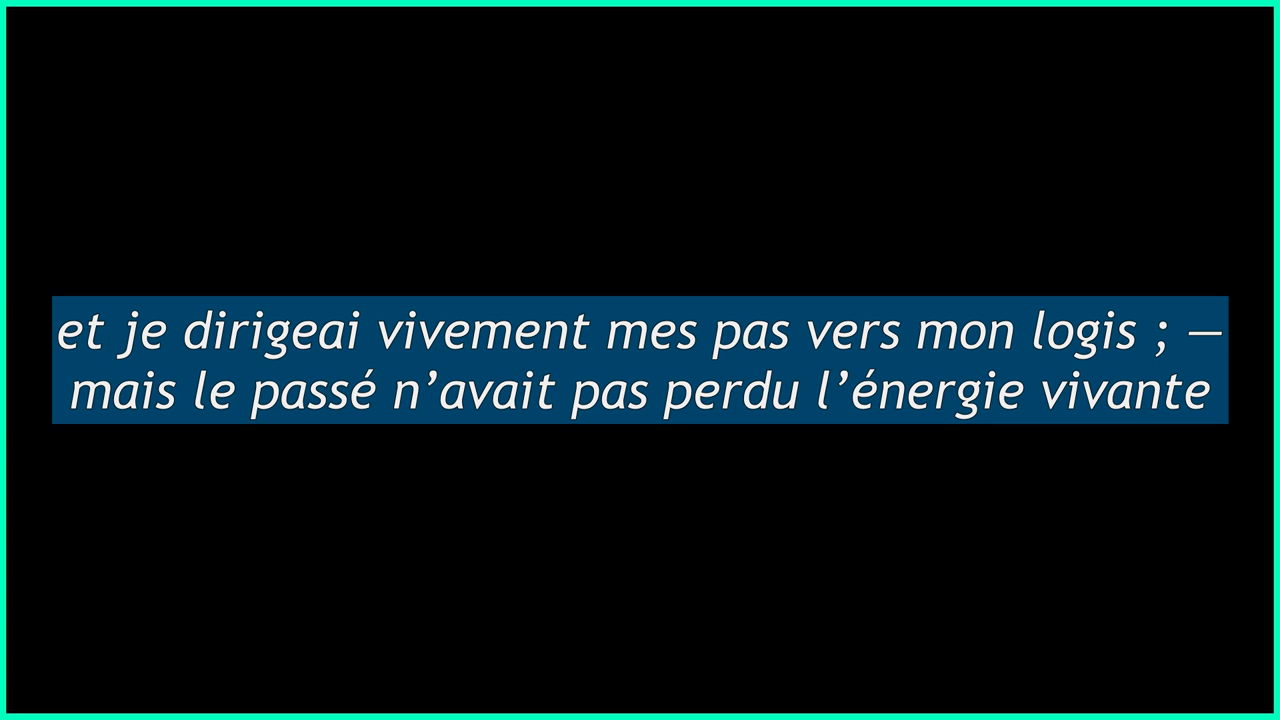 et je dirigeai vivement mes pas vers mon logis ; —
mais le passé n’avait pas perdu l’énergie vivante